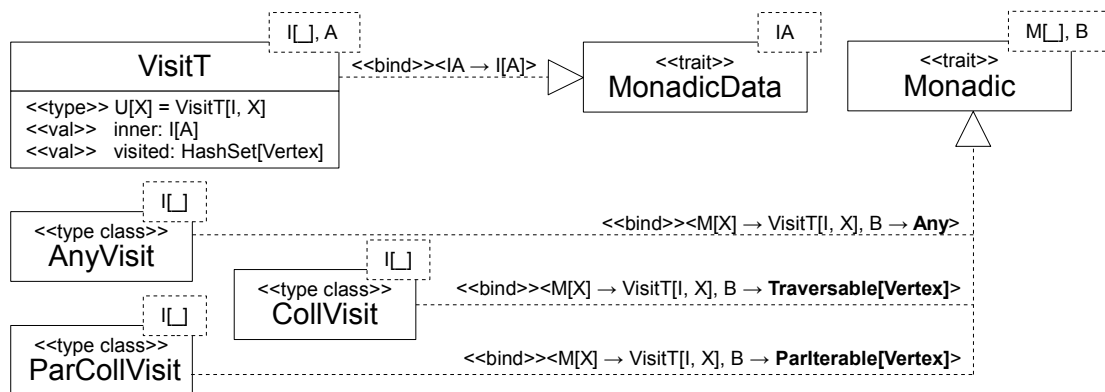 I[_], A
VisitT
<<type>> U[X] = VisitT[I, X]
<<val>> inner: I[A]
<<val>> visited: HashSet[Vertex]
<<bind>><IA → I[A]>
IA
<<trait>>
MonadicData
M[_], B
<<trait>>
Monadic
I[_]
<<type class>>
AnyVisit
<<bind>><M[X] → VisitT[I, X], B → Any>
I[_]
<<type class>>
CollVisit
<<bind>><M[X] → VisitT[I, X], B → Traversable[Vertex]>
I[_]
<<type class>>
ParCollVisit
<<bind>><M[X] → VisitT[I, X], B → ParIterable[Vertex]>